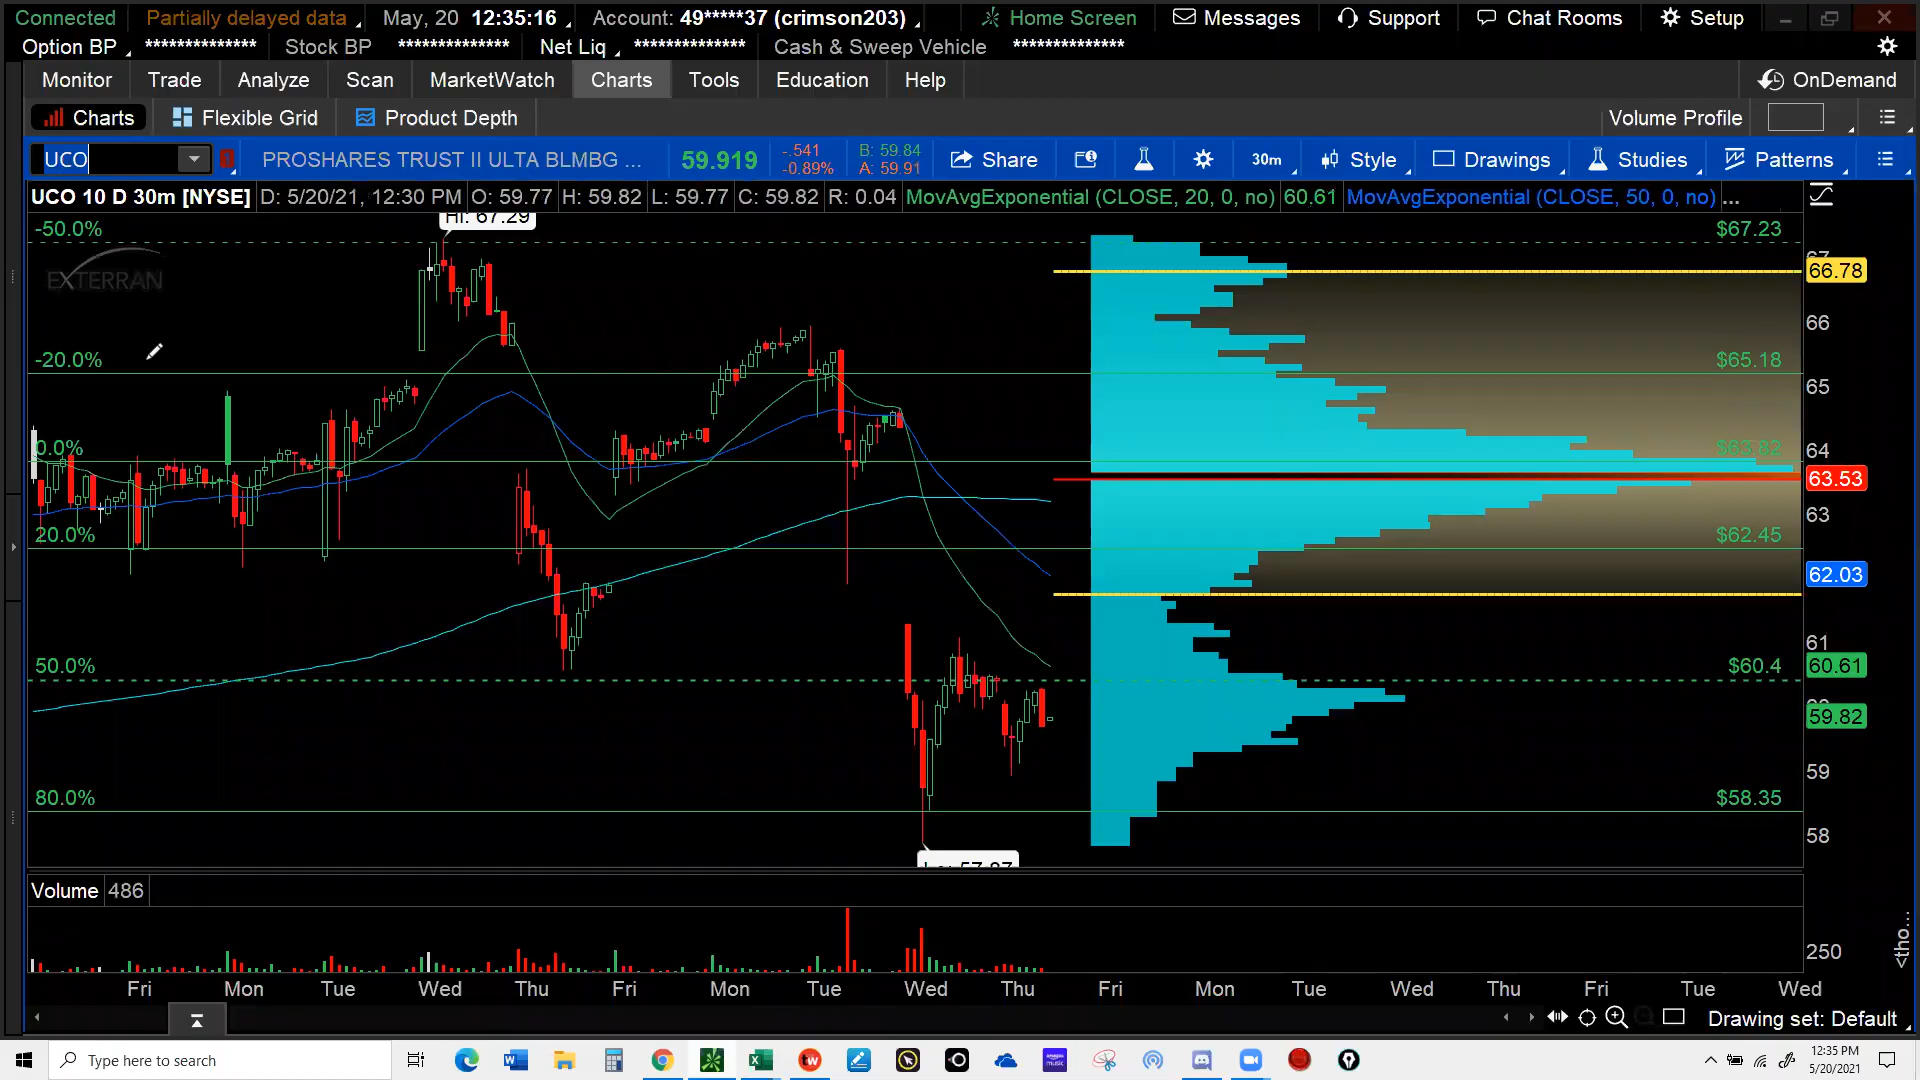 Connected Partially delayed data May, 20 12:35:16 Account: 49*****37 (crimson203) Home Screen Messages Support Chat Rooms Setup
Option BP ************** Stock BP ************** Net Liq ************** Cash & Sweep Vehicle **************
Monitor Trade Analyze Scan MarketWatch Charts Tools Education Help OnDemand
Charts Flexible Grid Product Depth Volume Profile
UCO PROSHARES TRUST II ULTA BLMBG ... 59.919 -.541 B: 59.84 Share 30m Style Drawings Studies Patterns
-0.89% A: 59.91
UCO 10 D 30m [NYSE] D: 5/20/21, 12:30 PM O: 59.77 H: 59.82 L: 59.77 C: 59.82 R: 0.04 MovAvgExponential (CLOSE, 20, 0, no) 60.61 MovAvgExponential (CLOSE, 50, 0, no) ...
Hi: 67.29
-50.0% $67.23
EXTERRAN 66.78
66
-20.0% $65.18
65
0.0% $63.82 64
63.53
63
20.0% $62.45
62.03
61
50.0% $60.4 60.61
59.82
59
80.0% $58.35
58
Lo: 57.87
Volume 486
250
<tho...
Fri Mon Tue Wed Thu Fri Mon Tue Wed Thu Fri Mon Tue Wed Thu Fri Tue Wed
Drawing set: Default
Type here to search
12:35 PM
5/20/2021